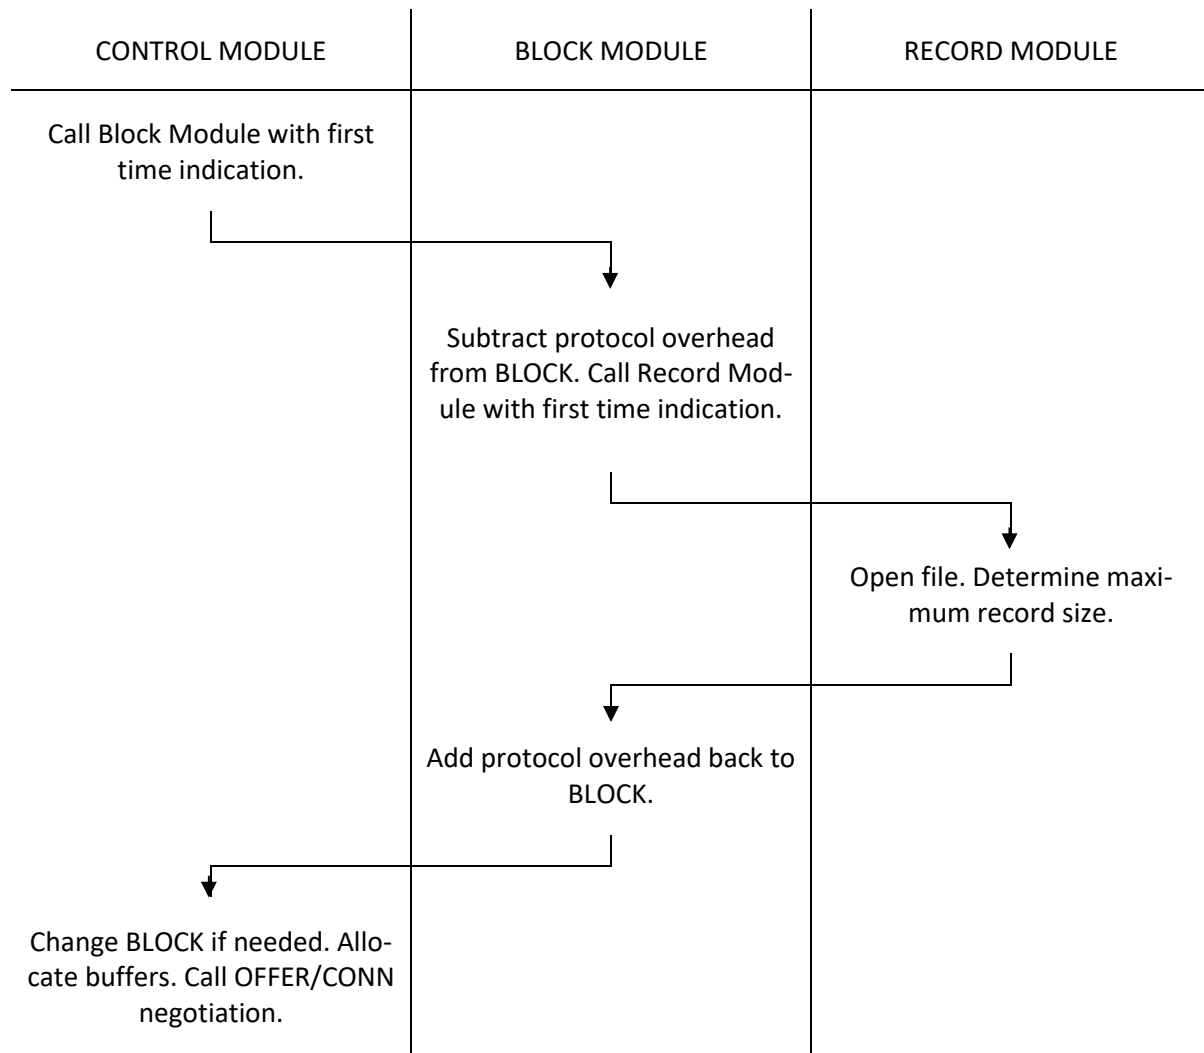 CONTROL MODULE
BLOCK MODULE
RECORD MODULE
Call Block Module with first
time indication.
Subtract protocol overhead
from BLOCK. Call Record Mod-
ule with first time indication.
Open file. Determine maxi-
mum record size.
Add protocol overhead back to
BLOCK.
Change BLOCK if needed. Allo-
cate buffers. Call OFFER/CONN
negotiation.